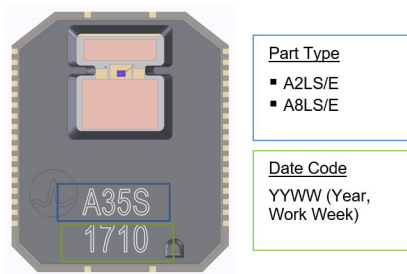 A35S
1710
Part Type
▪ A2LS/E
▪ A8LS/E
Date Code
YYWW (Year,
Work Week)